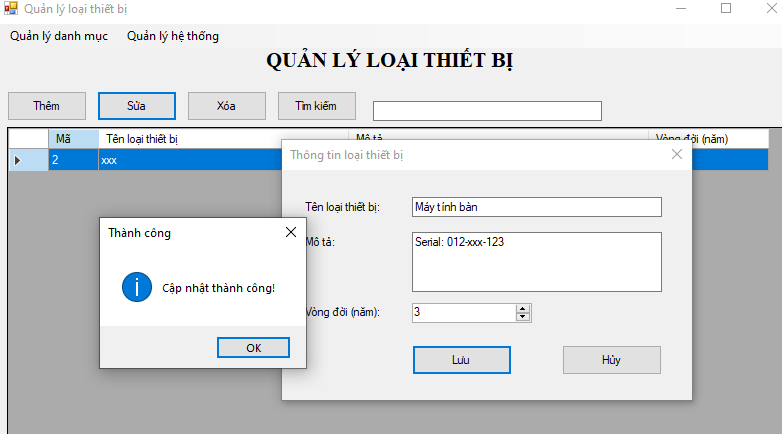 Quản lý loại thiết bị
Quản lý danh mục Quản lý hệ thống
QUẢN LÝ LOẠI THIẾT BỊ
Thêm Sửa Xóa Tìm kiếm
Mã Tên loại thiết bị Mô tả Vòng đời (năm)
2 xxx
Thông tin loại thiết bị
Tên loại thiết bị: Máy tính bàn
Mô tả: Serial: 012-xxx-123
Vòng đời (năm): 3
Lưu Hủy
Thành công
Cập nhật thành công!
OK